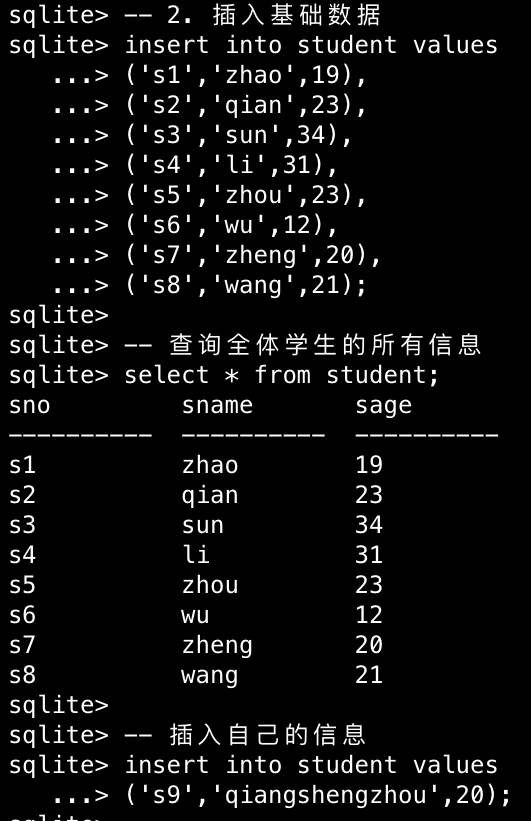 sqlite> -- 2. 插入基础数据
sqlite> insert into student values
   ...> ('s1','zhao',19),
   ...> ('s2','qian',23),
   ...> ('s3','sun',34),
   ...> ('s4','li',31),
   ...> ('s5','zhou',23),
   ...> ('s6','wu',12),
   ...> ('s7','zheng',20),
   ...> ('s8','wang',21);
sqlite>
sqlite> -- 查询全体学生的所有信息
sqlite> select * from student;
sno         sname       sage
----------  ----------  ----------
s1          zhao        19
s2          qian        23
s3          sun         34
s4          li          31
s5          zhou        23
s6          wu          12
s7          zheng       20
s8          wang        21
sqlite>
sqlite> -- 插入自己的信息
sqlite> insert into student values
   ...> ('s9','qiangshengzhou',20);
sqlite>